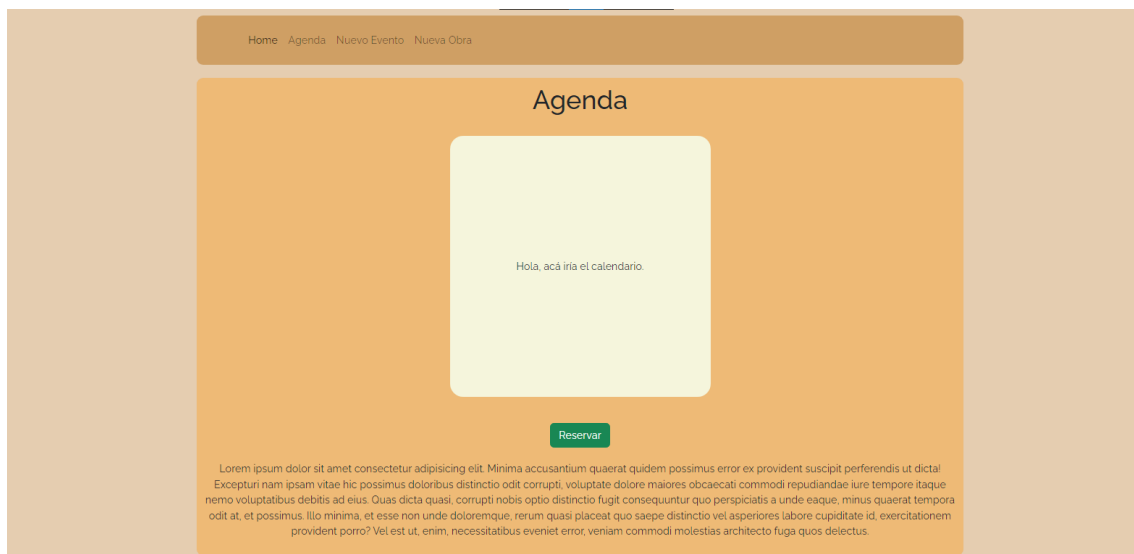 Home Agenda Nuevo Evento Nueva Obra
Agenda
Hola, acá iría el calendario.
Reservar
Lorem ipsum dolor sit amet consectetur adipisicing elit. Minima accusantium quaerat quidem possimus error ex provident suscipit perferendis ut dicta!
Excepturi nam ipsam vitae hic possimus doloribus distinctio odit corrupti, voluptate dolore maiores obcaecati commodi repudiandae iure tempore itaque
nemo voluptatibus debitis ad eius. Quas dicta quasi, corrupti nobis optio distinctio fugit consequuntur quo perspiciatis a unde eaque, minus quaerat tempora
odit at, et possimus. Illo minima, et esse non unde doloremque, rerum quasi placeat quo saepe distinctio vel asperiores labore cupiditate id, exercitationem
provident porro? Vel est ut, enim, necessitatibus eveniet error, veniam commodi molestias architecto fuga quos delectus.